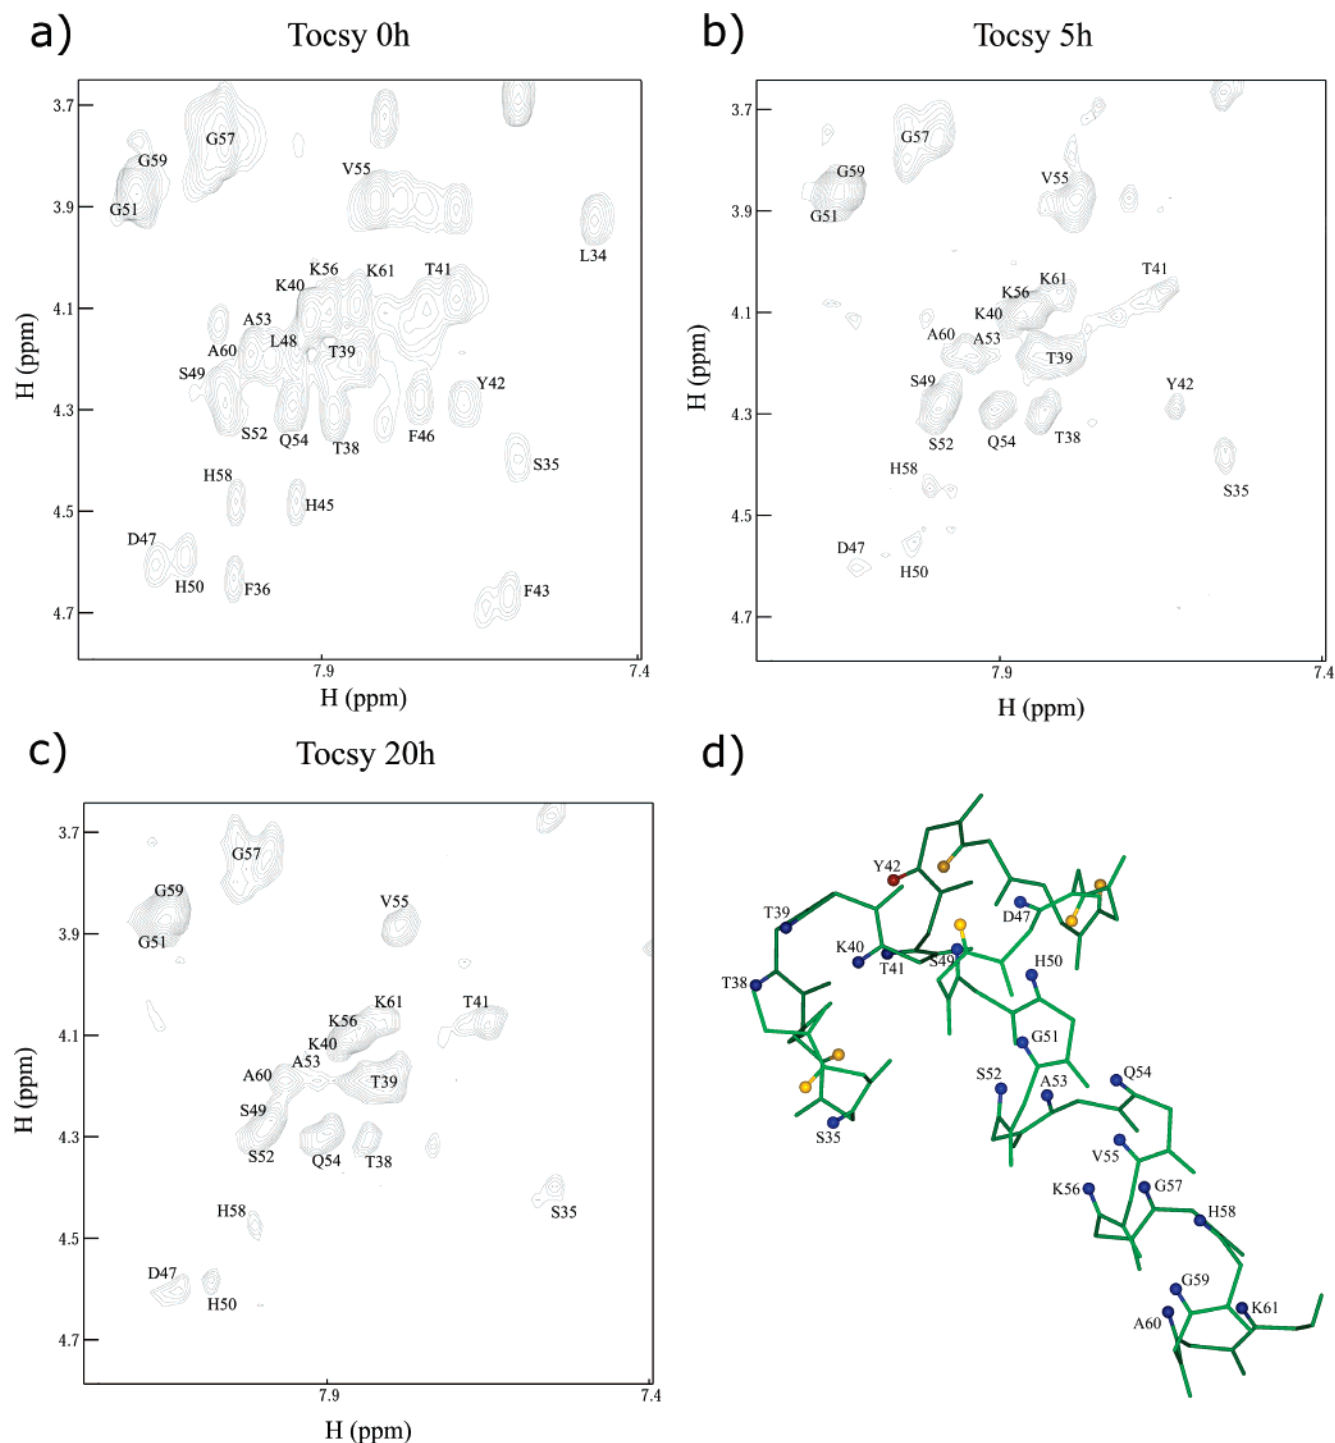 a)
Tocsy 0h
3.7
3.9
4.1
4.3
4.5
4.7
H (ppm)
G57
G59
G51
V55
L34
K56
K61
T41
K40
A53
L48
T39
A60
S49
S52
Q54
T38
F46
Y42
S35
H58
H45
D47
H50
F36
F43
7.9
7.4
H (ppm)
b)
Tocsy 5h
3.7
3.9
4.1
4.3
4.5
4.7
H (ppm)
G57
G59
G51
V55
K61
T41
K56
K40
A60
A53
T39
S49
S52
Q54
T38
Y42
H58
S35
D47
H50
7.9
7.4
H (ppm)
c)
Tocsy 20h
3.7
3.9
4.1
4.3
4.5
4.7
H (ppm)
G57
G59
G51
V55
K61
K56
T41
K40
A53
A60
T39
S49
S52
Q54
T38
H58
S35
D47
H50
7.9
7.4
H (ppm)
d)
Y42
T39
D47
K40
T41
S49
H50
T38
G51
S52
A53
Q54
S35
V55
K56
G57
H58
G59
A60
K61